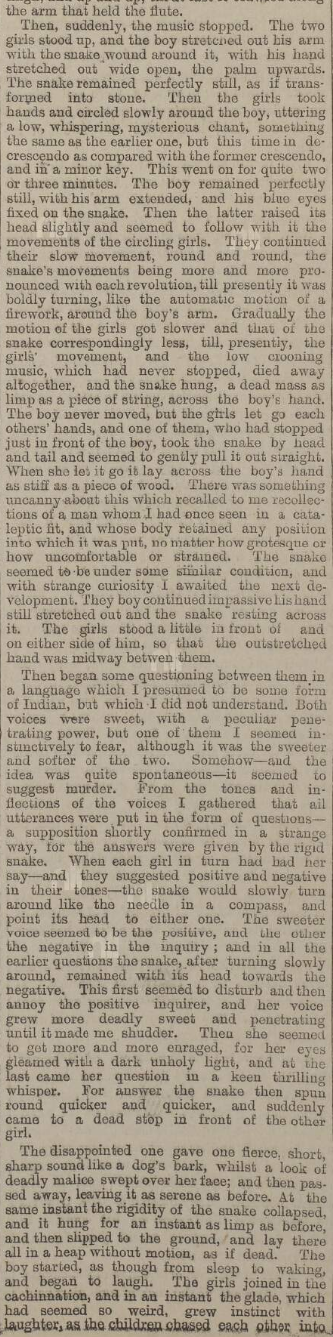 the arm that held the flute.
Then, suddenly, the music stopped. The two
girls stood up, and the boy stretched out his arm
with the snake wound around it, with his hand
stretched out wide open, the palm upwards.
The snake remained perfectly still, as if trans-
formed into stone. Then the girls took
hands and circled slowly around the boy, uttering
a low, whispering, mysterious chant, something
the same as the earlier one, but this time in de-
crescendo as compared with the former crescendo,
and in a minor key. This went on for quite two
or three minutes. The boy remained perfectly
still, with his arm extended, and his blue eyes
fixed on the snake. Then the latter raised its
head slightly and seemed to follow with it the
movements of the circling girls. They continued
their slow movement, round and round, the
snake's movements being more and more pro-
nounced with each revolution, till presently it was
boldly turning, like the automatic motion of a
firework, around the boy's arm. Gradually the
motion of the girls got slower and that of the
snake correspondingly less, till, presently, the
girls' movement, and the low crooning
music, which had never stopped, died away
altogether, and the snake hung, a dead mass as
limp as a piece of string, across the boy's hand.
The boy never moved, but the girls let go each
others' hands, and one of them, who had stopped
just in front of the boy, took the snake by head
and tail and seemed to gently pull it out straight.
When she let it go it lay across the boy's hand
as stiff as a piece of wood. There was something
uncanny about this which recalled to me recollec-
tions of a man whom I had once seen in a cata-
leptic fit, and whose body retained any position
into which it was put, no matter how grotesque or
how uncomfortable or strained. The snake
seemed to be under some similar condition, and
with strange curiosity I awaited the next de-
velopment. They boy continued impassive his hand
still stretched out and the snake resting across
it. The girls stood a little in front of and
on either side of him, so that the outstretched
hand was midway betwen them.
Then began some questioning between them in
a language which I presumed to be some form
of Indian, but which I did not understand. Both
voices were sweet, with a peculiar pene-
trating power, but one of them I seemed in-
stinctively to fear, although it was the sweeter
and softer of the two. Somehow—and the
idea was quite spontaneous—it seemed to
suggest murder. From the tones and in-
flections of the voices I gathered that all
utterances were put in the form of questions—
a supposition shortly confirmed in a strange
way, for the answers were given by the rigid
snake. When each girl in turn had had her
say—and they suggested positive and negative
in their tones—the snake would slowly turn
around like the needle in a compass, and
point its head to either one. The sweeter
voice seemed to be the positive, and the other
the negative in the inquiry; and in all the
earlier questions the snake, after turning slowly
around, remained with its head towards the
negative. This first seemed to disturb and then
annoy the positive inquirer, and her voice
grew more deadly sweet and penetrating
until it made me shudder. Then she seemed
to get more and more enraged, for her eyes
gleamed with a dark unholy light, and at the
last came her question in a keen thrilling
whisper. For answer the snake then spun
round quicker and quicker, and suddenly
came to a dead stop in front of the other
girl.
The disappointed one gave one fierce, short,
sharp sound like a dog's bark, whilst a look of
deadly malice swept over her face; and then pas-
sed away, leaving it as serene as before. At the
same instant the rigidity of the snake collapsed,
and it hung for an instant as limp as before,
and then slipped to the ground, and lay there
all in a heap without motion, as if dead. The
boy started, as though from sleep to waking,
and began to laugh. The girls joined in the
cachinnation, and in an instant the glade, which
had seemed so weird, grew instinct with
laughter, as the children chased each other into